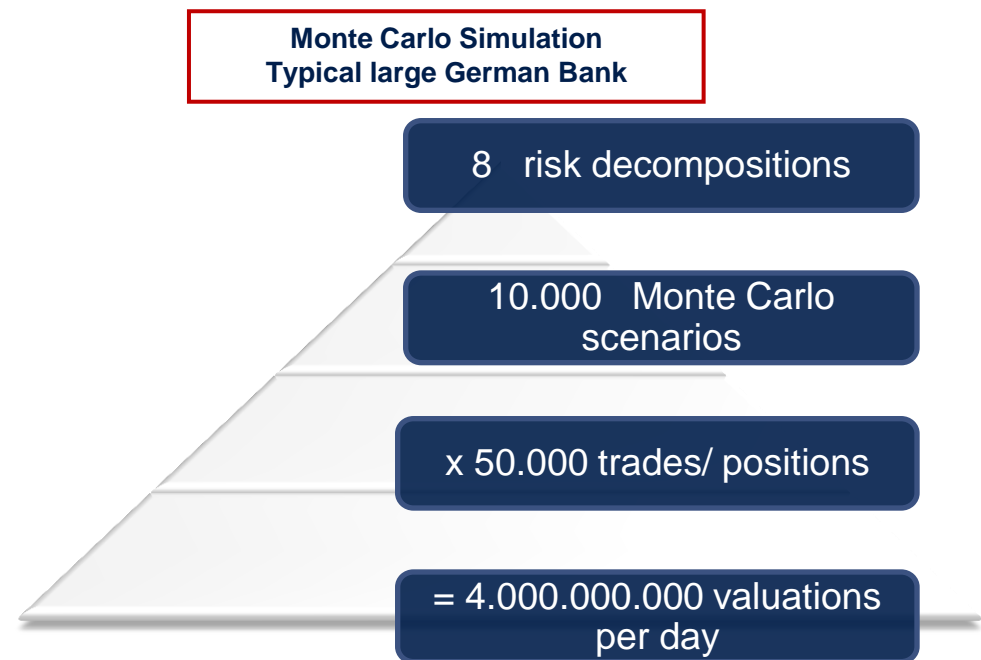 Monte Carlo Simulation
Typical large German Bank
8 risk decompositions
10.000 Monte Carlo
scenarios
x 50.000 trades/ positions
= 4.000.000.000 valuations
per day